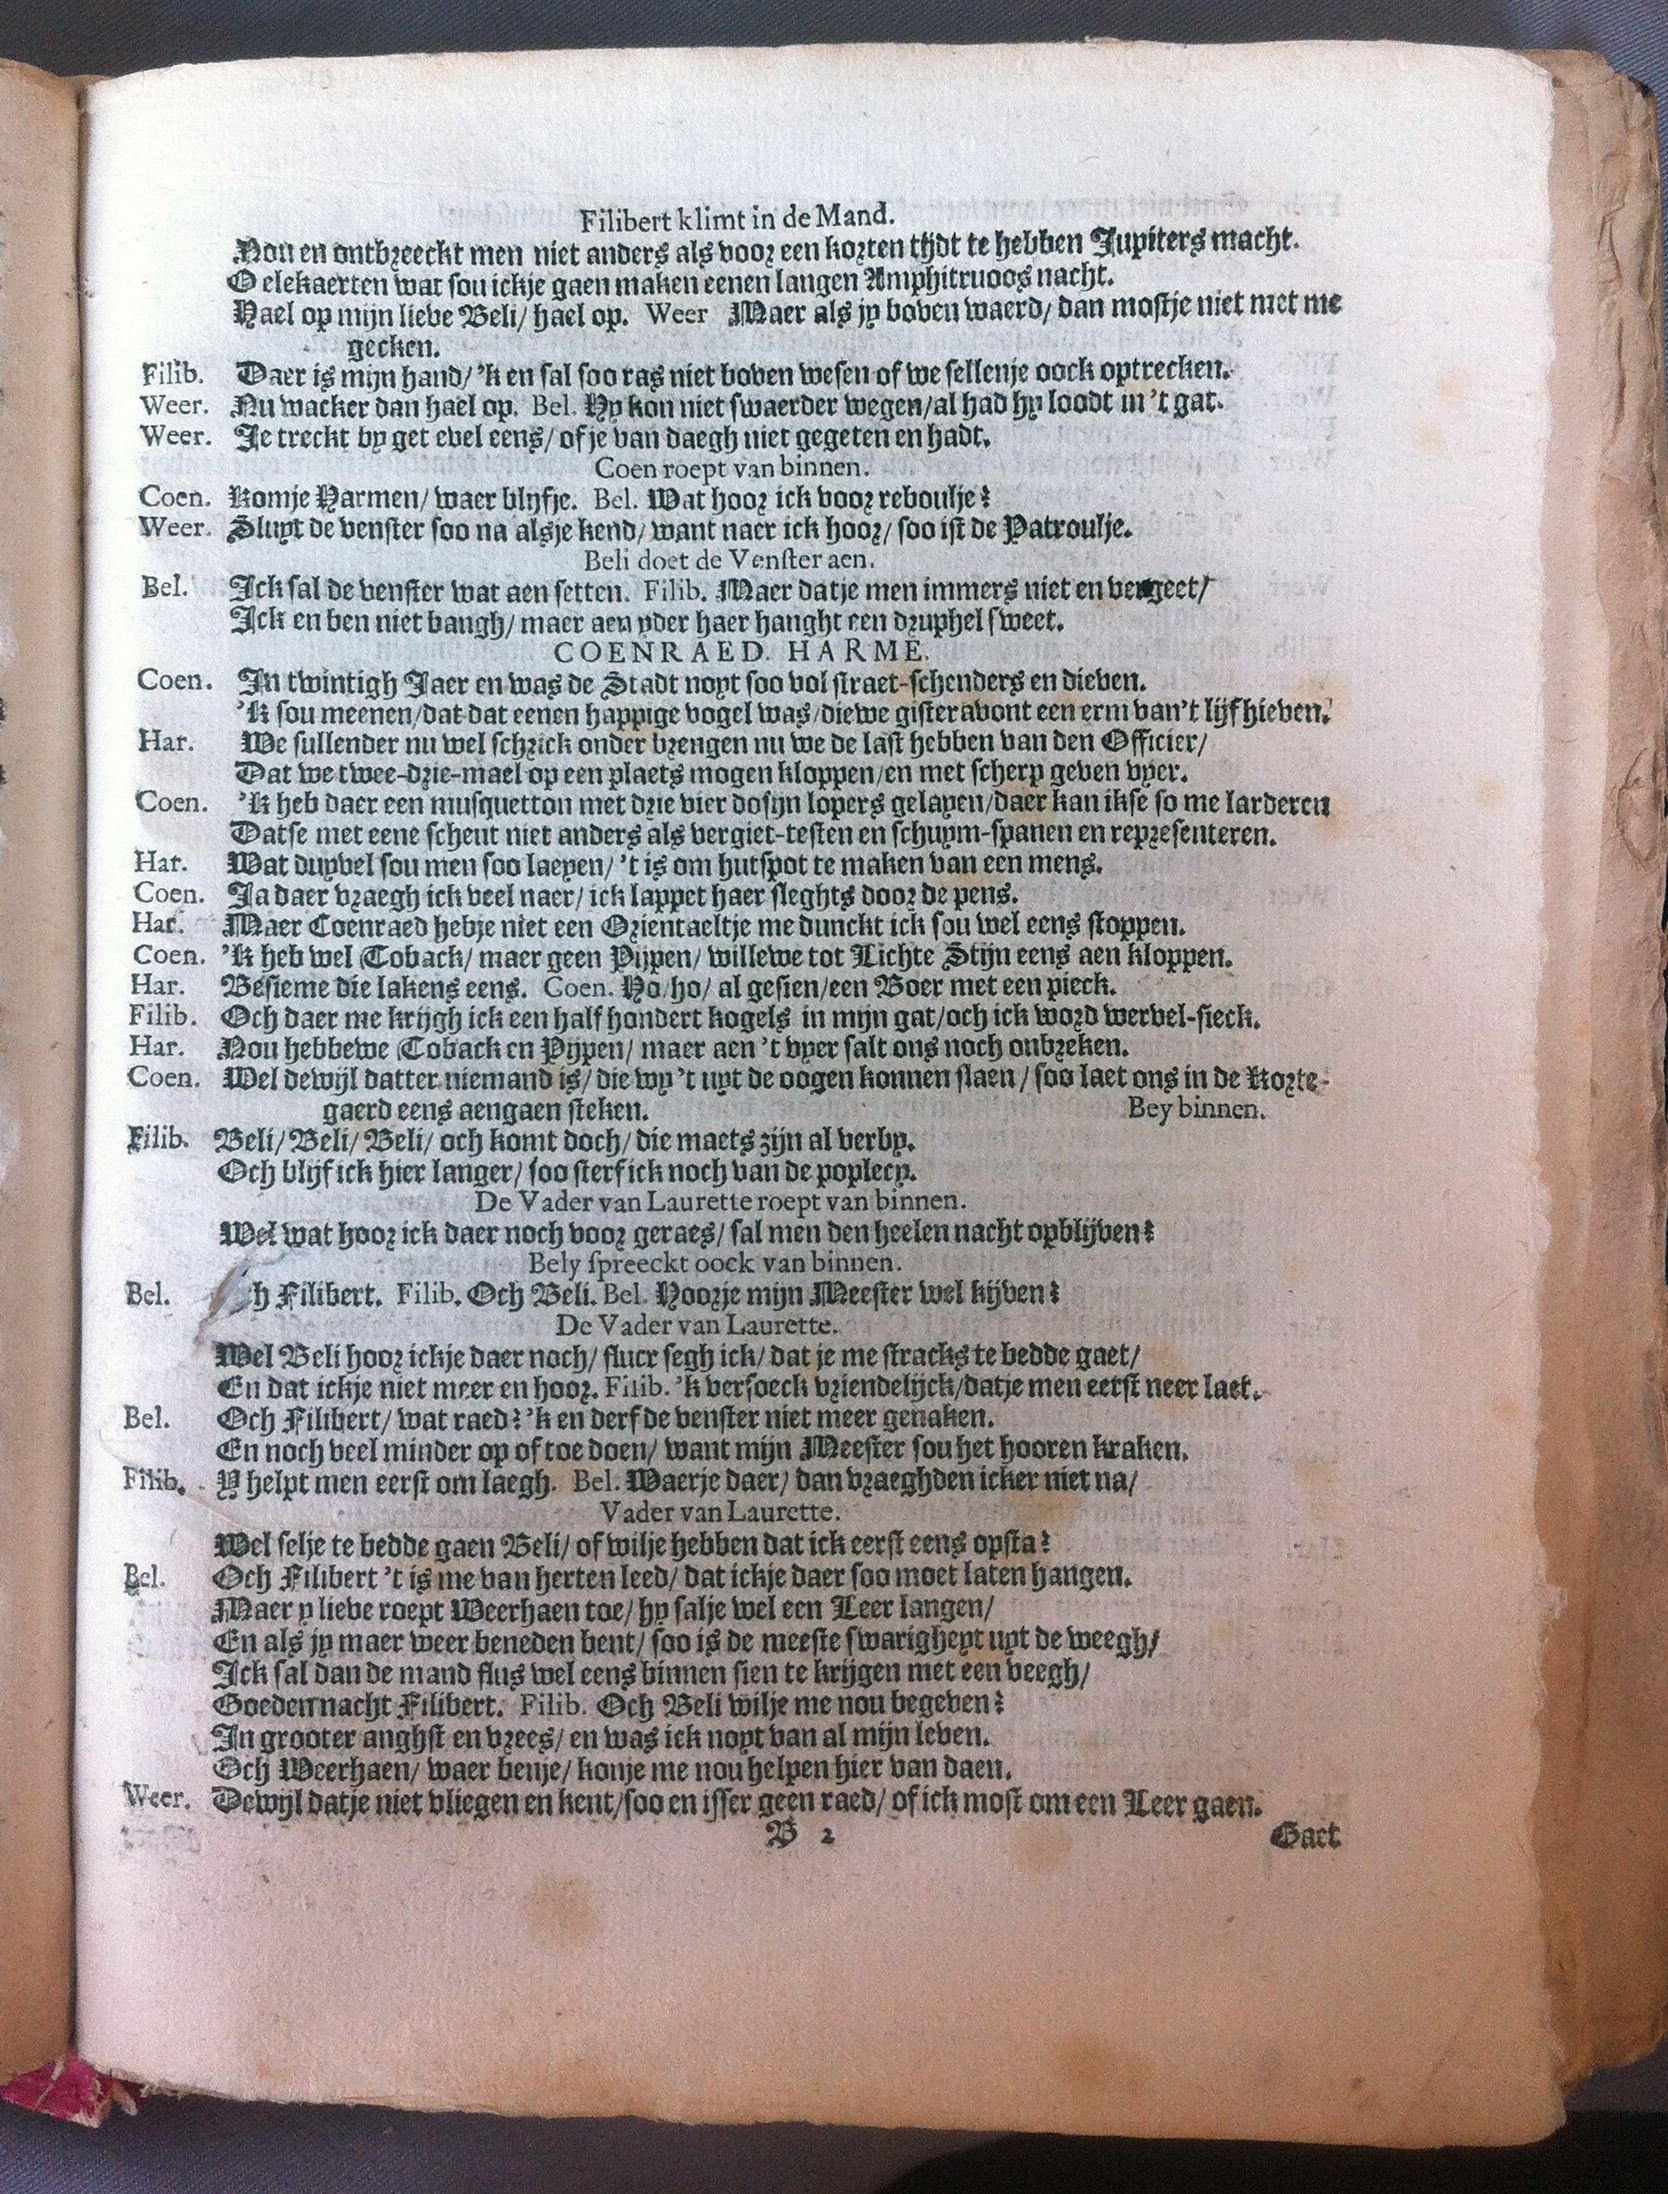 Filibert klimt in de Mand.
Nou en ontbreeckt men niet anders als voor een korten tijdt te hebben Jupiters macht.
O elekaerten wat sou ickje gaen maken eenen langen Amphitruoos nacht.
Hael op mijn lieve Beli/ hael op. Weer Maer als jy boven waerd/ dan mostje niet met me
gecken.
Filib. Daer is mijn hand/ 'k en sal soo ras niet boven wesen of we sellenje oock optrecken.
Weer. Nu wacker dan hael op. Bel. Hy kon niet swaerder wegen/ al had hy loodt in 't gat.
Weer. Je treckt by get evel eens/ of je van daegh niet gegeten en hadt.
Coen roept van binnen.
Coen. Komje Harmen/ waer blijfje. Bel. Wat hoor ick voor reboulje?
Weer. Sluyt de venster soo na alsje kend/ want naer ick hoor/ soo ist de Patroulje.
Beli doet de Venster aen.
Bel. Ick sal de venster wat aen setten. Filib. Maer datje men immers niet en vergeet/
Ick en ben niet bangh/ maer aen yder haer hanght een druphel sweet.
COENRAED. HARME.
Coen. In twintigh Jaer en was de Stadt noyt soo vol straet-schenders en dieven.
'k sou meenen/ dat dat eenen happige vogel was/ diewe gister avont een erm van't lijf hieven.
Har. We sullender nu wel schrick onder brengen nu we de last hebben van den Officier/
Dat we twee-drie-mael op een plaets mogen kloppen/ en met scherp geven vyer.
Coen. 'k heb daer een musquetton met drie vier dosijn lopers gelayen/ daer kan ikse so me larderen
Datse met eene scheut niet anders als vergiet-testen en schuym-spanen en representeren.
Har. Wat duyvel sou men soo laeyen/ 't is om hutspot te maken van een mens.
Coen. Ja daer vraegh ick veel naer/ ick lappet haer sleghts door de pens.
Har. Maer Coenraed hebje niet een Orientaeltje me dunckt ick sou wel eens stoppen.
Coen. 'k heb wel Toback/ maer geen Pijpen/ willewe tot Lichte Stijn eens aen kloppen.
Har. Besieme die lakens eens. Coen. Ho/ho/ al gesien/ een Boer met een pieck.
Filib. Och daer me krijgh ick een half hondert kogels in mijn gat/ och ick word wervel-sieck.
Har. Nou hebbewe Toback en Pijpen/ maer aen 't vyer salt ons noch onbreken.
Coen. Wel dewijl datter niemand is/ die wy 't uyt de oogen konnen slaen/ soo laet ons in de korte-
gaerd eens aengaen steken. Bey binnen.
Filib. Beli/ Beli/ Beli/ och komt doch/ die maets zijn al verby.
Och blijf ick hier langer/ soo sterf ick noch van de poplecy.
De Vader van Laurette roept van binnen.
Wel wat hoor ick daer noch voor geraes/ sal men den heelen nacht opblijven?
Bely spreeckt oock van binnen.
Bel. h Filibert. Filib. Och Beli. Bel. Hoorje mijn Meester wel kijven?
De Vader van Laurette.
Wel Beli hoor ickje daer noch/ flucr segh ick/ dat je me stracks te bedde gaet/
En dat ickje niet meer en hoor. Filib. 'k versoeck vriendelijck/ datje men eerst neer laet.
Bel. Och Filibert/ wat raed? 'k en derf de venster niet meer genaken.
En noch veel minder op of toe doen/ want mijn Meester sou het hooren kraken.
Filib. Y helpt men eerst om laegh. Bel. Waerje daer/ dan vraeghden icker niet na/
Vader van Laurette.
Wel selje te bedde gaen Beli/ of wilje hebben dat ick eerst eens opsta?
Bel. Och Filibert 't is me van herten leed/ dat ickje daer soo moet laten hangen.
Maer y lieve roept Weerhaen toe/ hy salje wel een Leer langen/
En als jy maer weer beneden bent/ soo is de meeste swarigheyt uyt de weegh/
Ick sal dan de mand flus wel eens binnen sien te krijgen met een veegh/
Goeden nacht Filibert. Filib. Och Beli wilje me nou begeven?
In grooter anghst en vrees/ en was ick noyt van al mijn leven.
Och Weerhaen/ waer benje/ konje me nou helpen hier van daen.
Weer. Dewijl datje niet vliegen en kent/ soo en isser geen raed/ of ick most om een Leer gaen.
B 2 Gaet